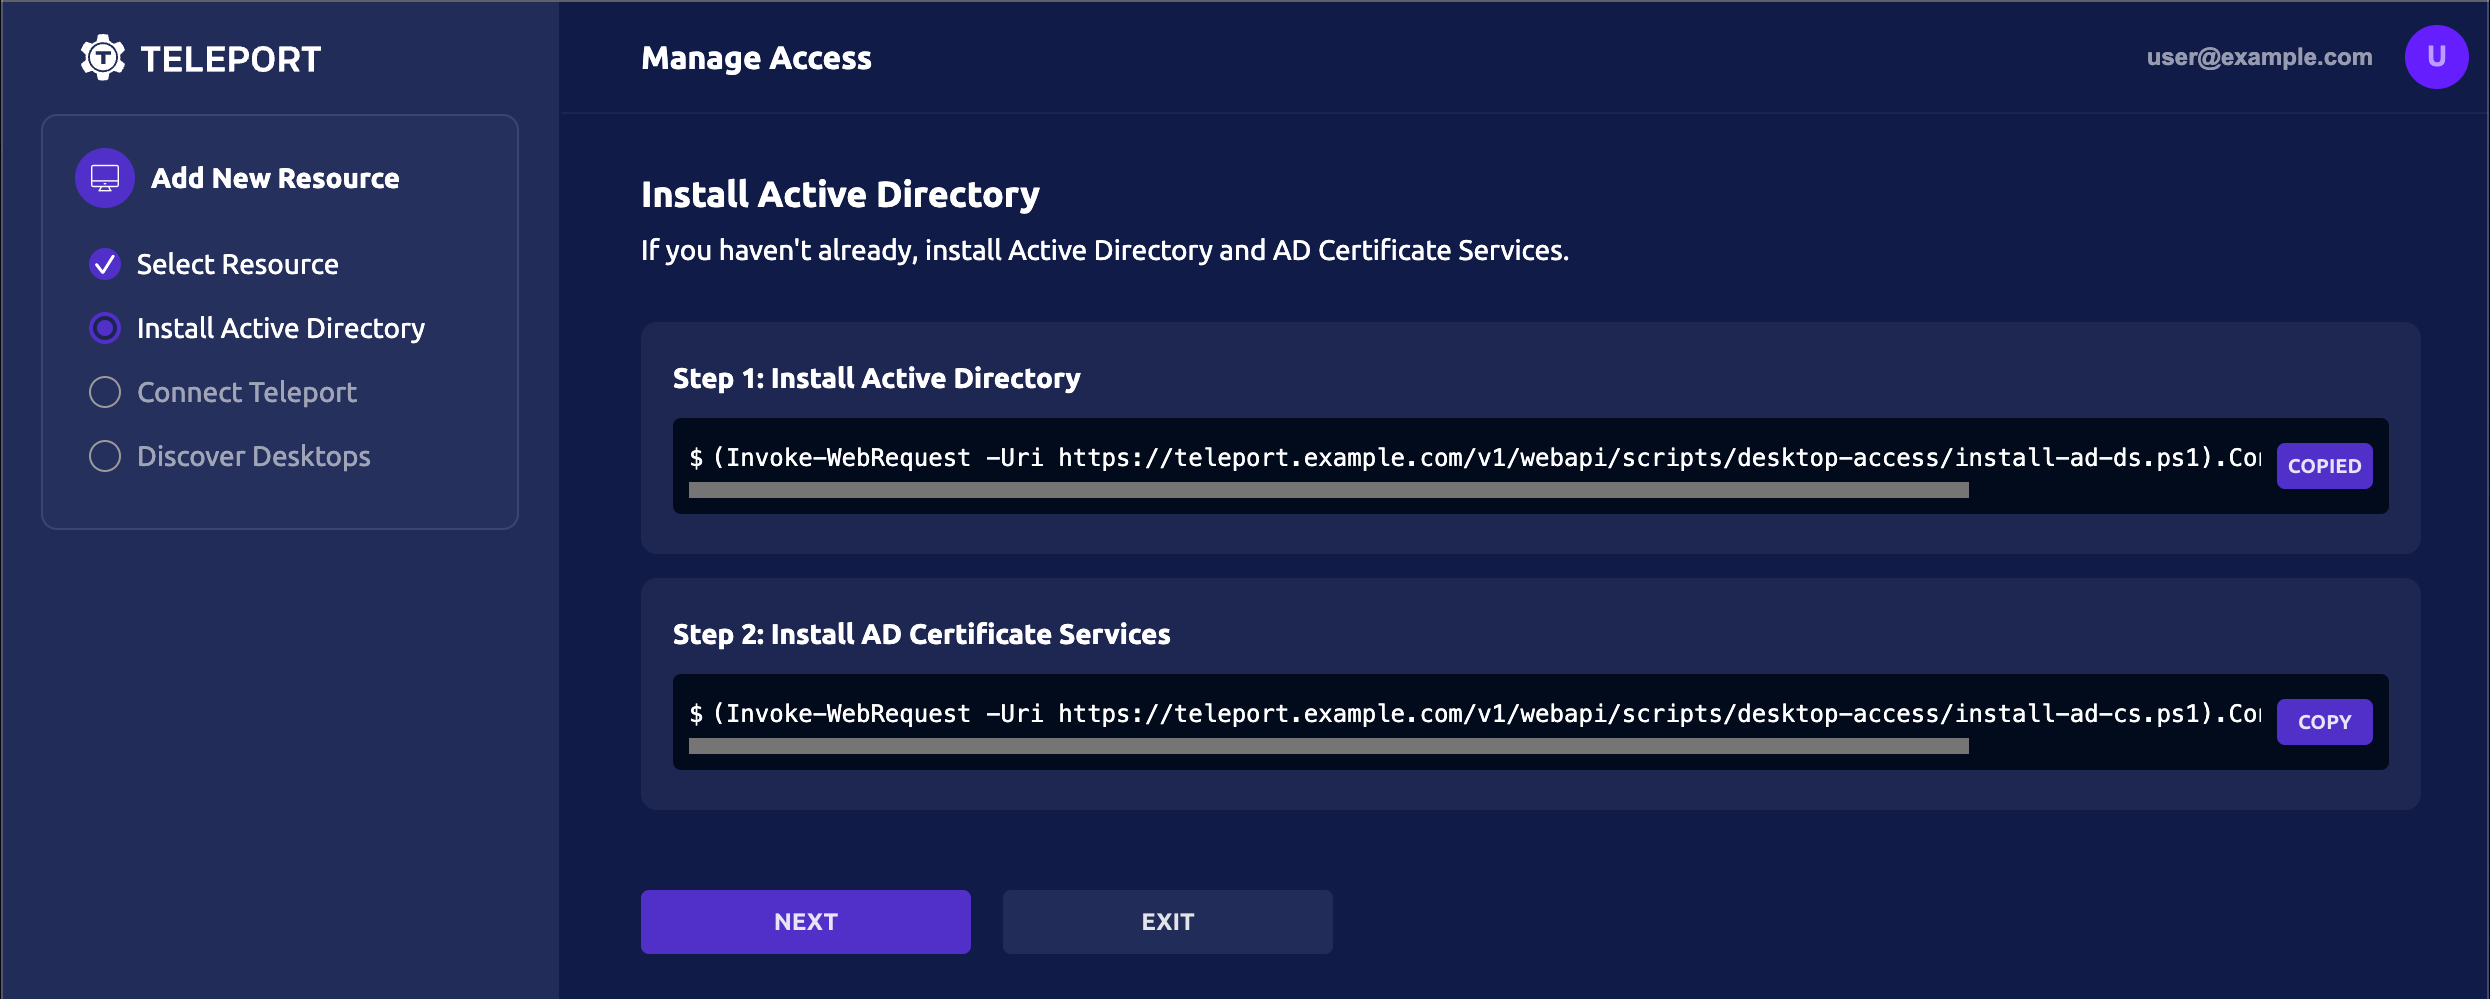 TELEPORT
Manage Access
user@example.com
U
Add New Resource
Select Resource
Install Active Directory
Connect Teleport
Discover Desktops
Install Active Directory
If you haven't already, install Active Directory and AD Certificate Services.
Step 1: Install Active Directory
$ (Invoke-WebRequest -Uri https://teleport.example.com/v1/webapi/scripts/desktop-access/install-ad-ds.ps1).Con
COPIED
Step 2: Install AD Certificate Services
$ (Invoke-WebRequest -Uri https://teleport.example.com/v1/webapi/scripts/desktop-access/install-ad-cs.ps1).Con
COPY
NEXT
EXIT